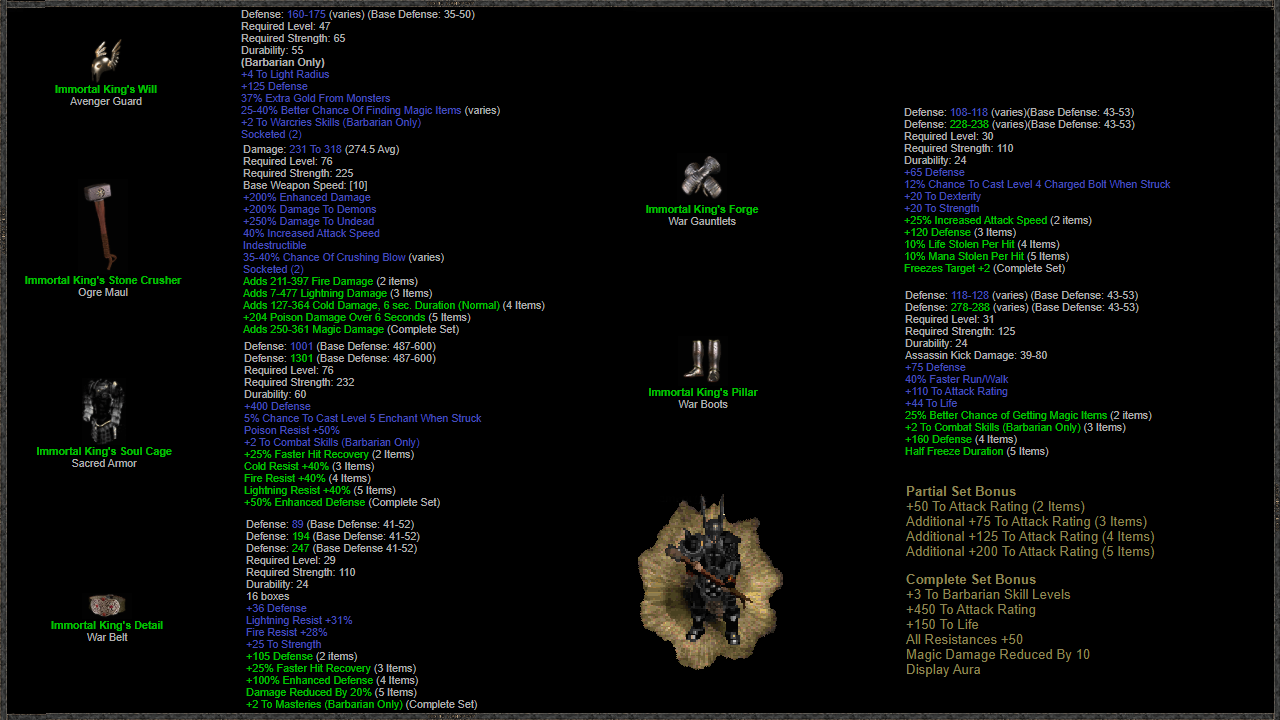 Immortal King's Will
Avenger Guard
Defense: 160-175 (varies) (Base Defense: 35-50)
Required Level: 47
Required Strength: 65
Durability: 55
(Barbarian Only)
+4 To Light Radius
+125 Defense
37% Extra Gold From Monsters
25-40% Better Chance Of Finding Magic Items (varies)
+2 To Warcries Skills (Barbarian Only)
Socketed (2)
Immortal King's Stone Crusher
Ogre Maul
Damage: 231 To 318 (274.5 Avg)
Required Level: 76
Required Strength: 225
Base Weapon Speed: [10]
+200% Enhanced Damage
+200% Damage To Demons
+250% Damage To Undead
40% Increased Attack Speed
Indestructible
35-40% Chance Of Crushing Blow (varies)
Socketed (2)
Adds 211-397 Fire Damage (2 items)
Adds 7-477 Lightning Damage (3 Items)
Adds 127-364 Cold Damage, 6 sec. Duration (Normal) (4 Items)
+204 Poison Damage Over 6 Seconds (5 Items)
Adds 250-361 Magic Damage (Complete Set)
Immortal King's Soul Cage
Sacred Armor
Defense: 1001 (Base Defense: 487-600)
Defense: 1301 (Base Defense: 487-600)
Required Level: 76
Required Strength: 232
Durability: 60
+400 Defense
5% Chance To Cast Level 5 Enchant When Struck
Poison Resist +50%
+2 To Combat Skills (Barbarian Only)
+25% Faster Hit Recovery (2 Items)
Cold Resist +40% (3 Items)
Fire Resist +40% (4 Items)
Lightning Resist +40% (5 Items)
+50% Enhanced Defense (Complete Set)
Immortal King's Detail
War Belt
Defense: 89 (Base Defense: 41-52)
Defense: 194 (Base Defense: 41-52)
Defense: 247 (Base Defense 41-52)
Required Level: 29
Required Strength: 110
Durability: 24
16 boxes
+36 Defense
Lightning Resist +31%
Fire Resist +28%
+25 To Strength
+105 Defense (2 items)
+25% Faster Hit Recovery (3 Items)
+100% Enhanced Defense (4 Items)
Damage Reduced By 20% (5 Items)
+2 To Masteries (Barbarian Only) (Complete Set)
Immortal King's Forge
War Gauntlets
Defense: 108-118 (varies)(Base Defense: 43-53)
Defense: 228-238 (varies)(Base Defense: 43-53)
Required Level: 30
Required Strength: 110
Durability: 24
+65 Defense
12% Chance To Cast Level 4 Charged Bolt When Struck
+20 To Dexterity
+20 To Strength
+25% Increased Attack Speed (2 items)
+120 Defense (3 Items)
10% Life Stolen Per Hit (4 Items)
10% Mana Stolen Per Hit (5 Items)
Freezes Target +2 (Complete Set)
Immortal King's Pillar
War Boots
Defense: 118-128 (varies) (Base Defense: 43-53)
Defense: 278-288 (varies) (Base Defense: 43-53)
Required Level: 31
Required Strength: 125
Durability: 24
Assassin Kick Damage: 39-80
+75 Defense
40% Faster Run/Walk
+110 To Attack Rating
+44 To Life
25% Better Chance of Getting Magic Items (2 items)
+2 To Combat Skills (Barbarian Only) (3 Items)
+160 Defense (4 Items)
Half Freeze Duration (5 Items)
Partial Set Bonus
+50 To Attack Rating (2 Items)
Additional +75 To Attack Rating (3 Items)
Additional +125 To Attack Rating (4 Items)
Additional +200 To Attack Rating (5 Items)
Complete Set Bonus
+3 To Barbarian Skill Levels
+450 To Attack Rating
+150 To Life
All Resistances +50
Magic Damage Reduced By 10
Display Aura